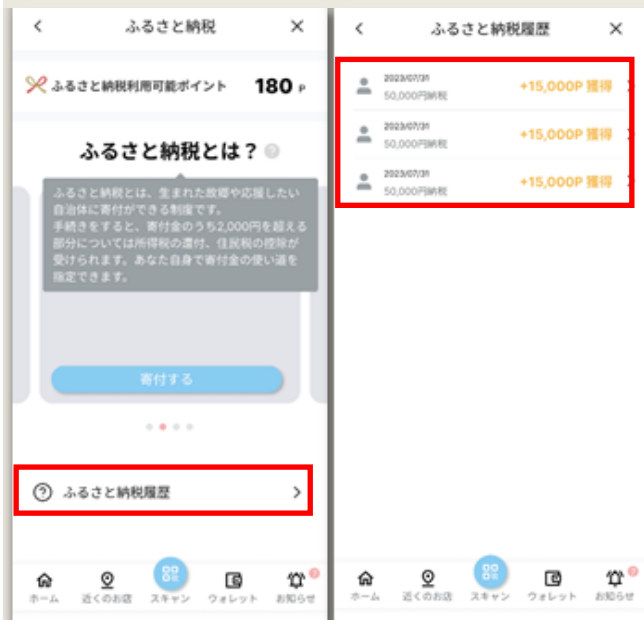 ふるさと納税
ふるさと納税利用可能ポイント 180 P
ふるさと納税とは？
ふるさと納税とは、生まれた故郷や応援したい
自治体に寄付ができる制度です。
手続きをすると、寄付金のうち2,000円を超える
部分については所得税の還付、住民税の控除が
受けられます。あなた自身で寄付金の使い道を
指定できます。
寄付する
ふるさと納税履歴
ホーム 近くのお店 スキャン ウォレット お知らせ
ふるさと納税履歴
2023/07/31
50,000円納税 +15,000P 獲得
2023/07/31
50,000円納税 +15,000P 獲得
2023/07/31
50,000円納税 +15,000P 獲得
ホーム 近くのお店 スキャン ウォレット お知らせ